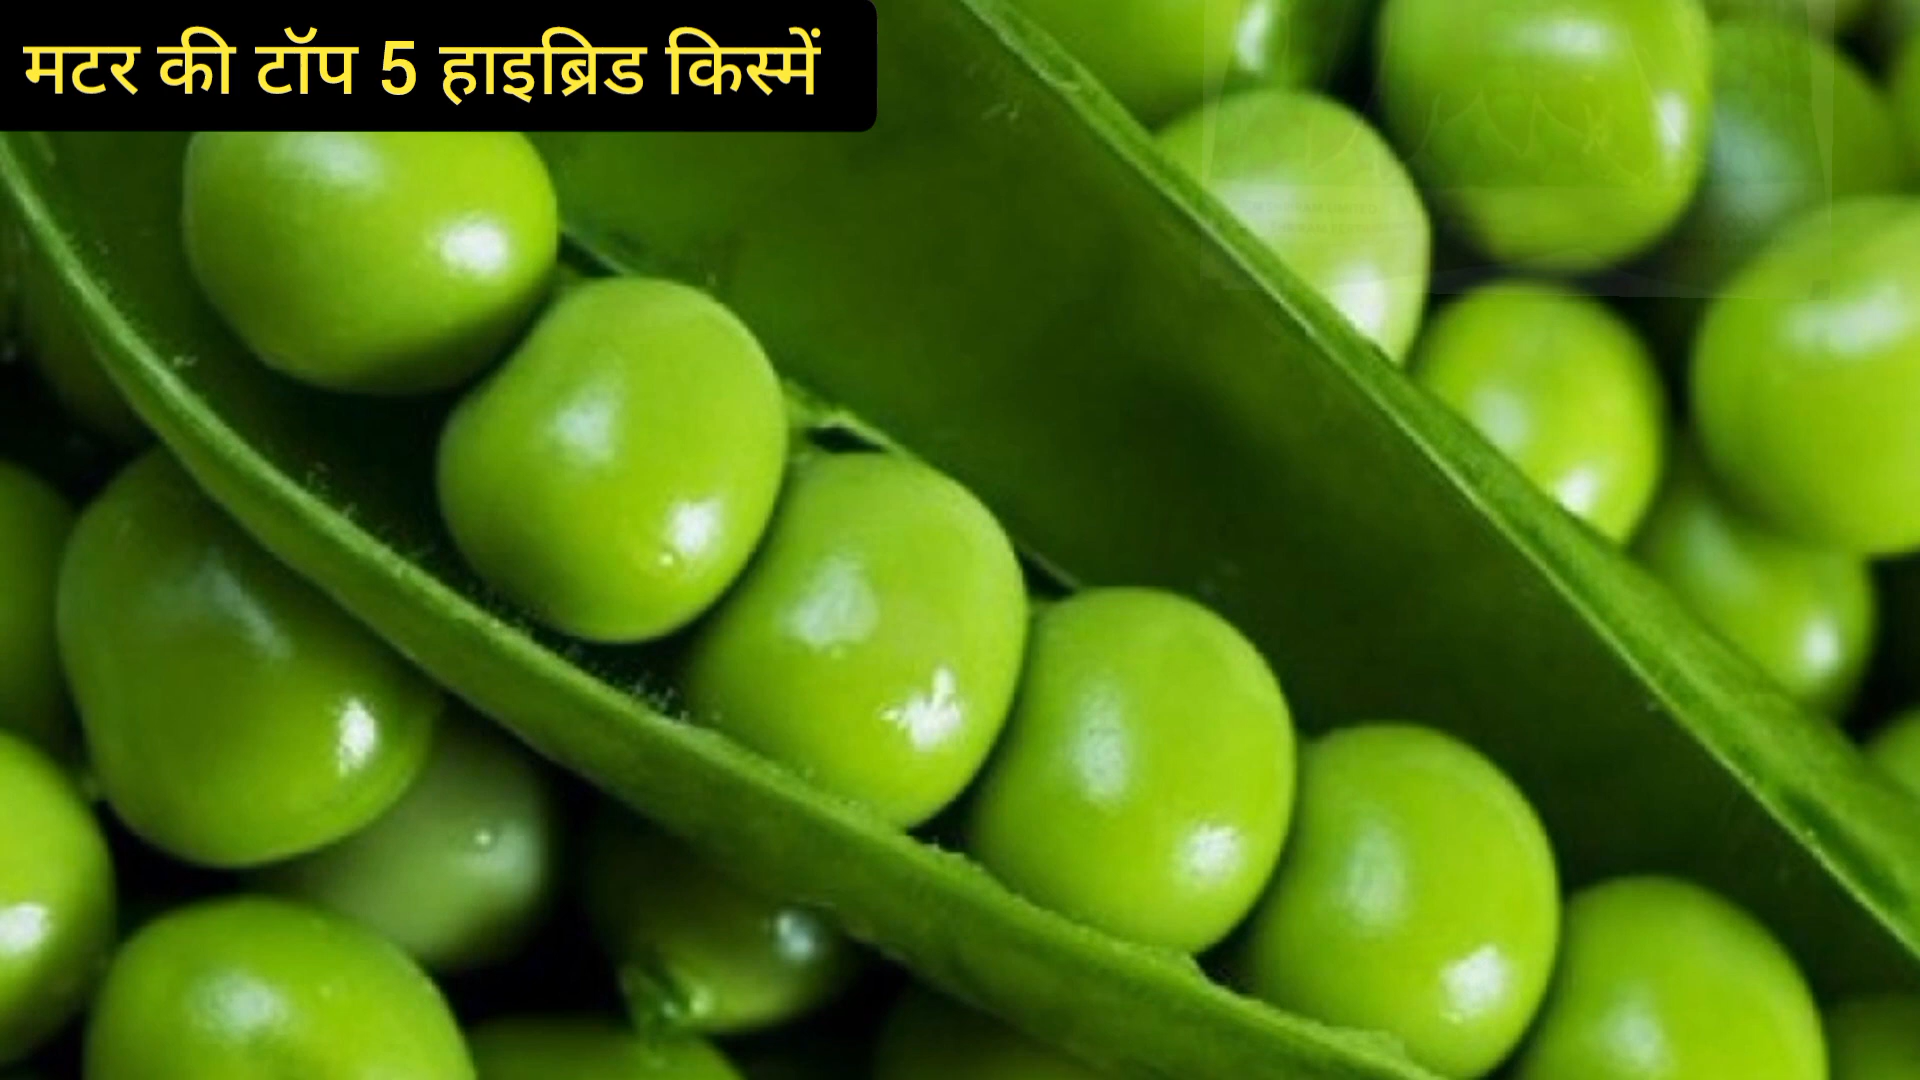 मटर की टॉप 5 हाइब्रिड किस्में